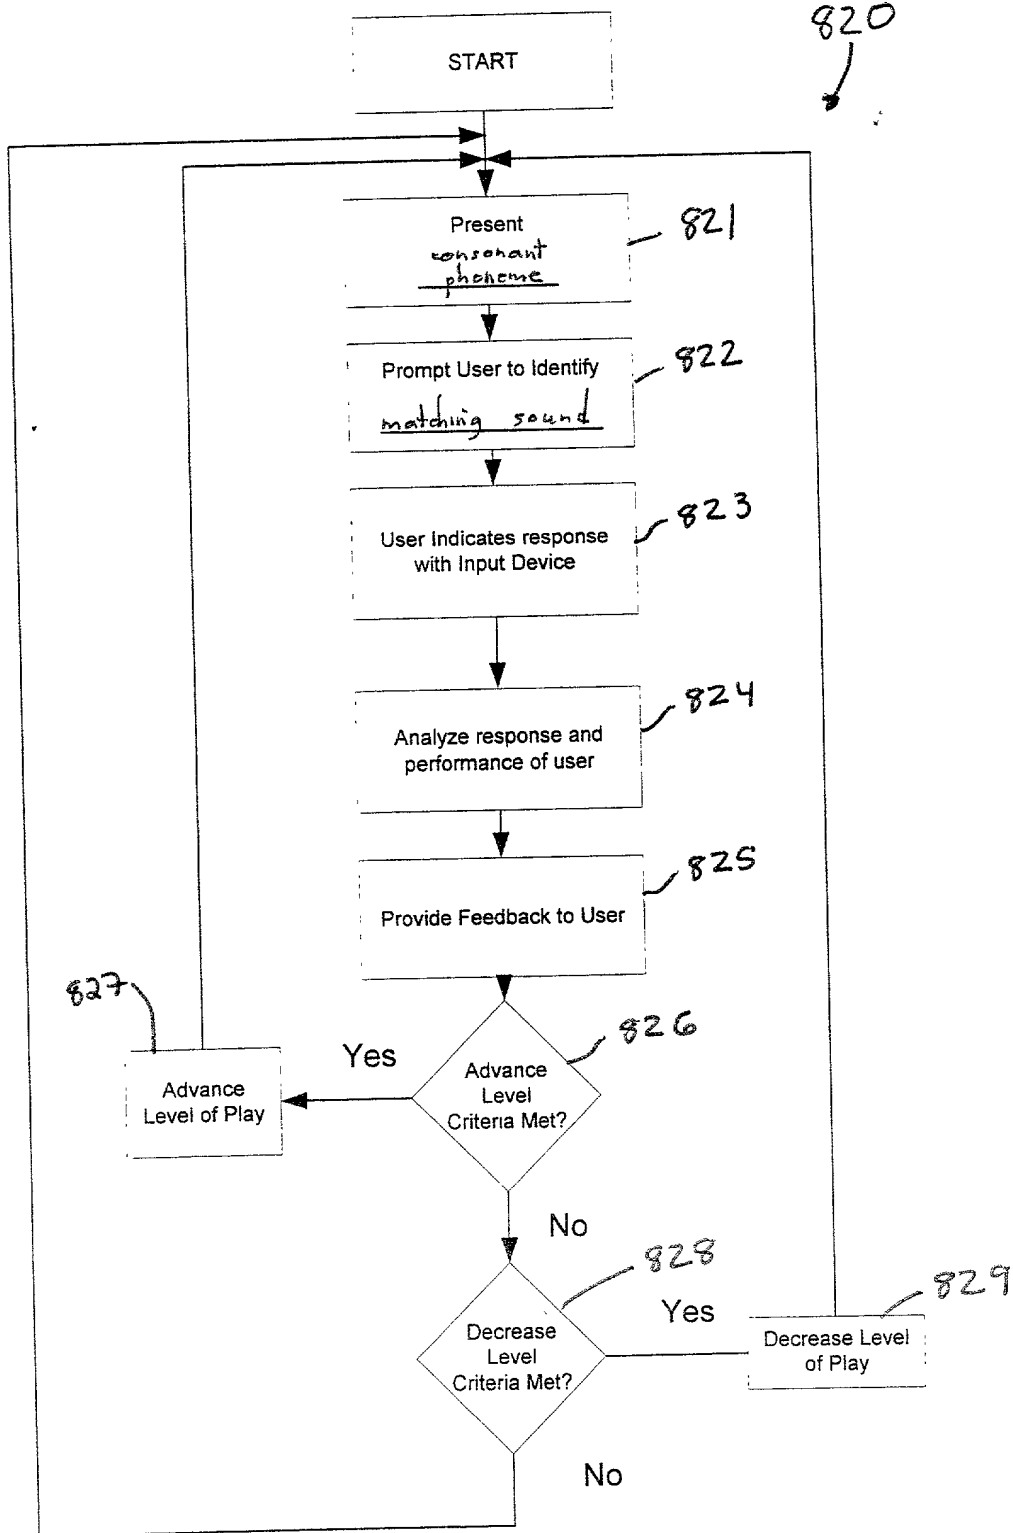 820
START
Present
consonant
phoneme
821
Prompt User to Identify
matching sound
822
User Indicates response
with Input Device
823
Analyze response and
performance of user
824
Provide Feedback to User
825
827
Advance
Level of Play
Yes
Advance
Level
Criteria Met?
826
No
Decrease
Level
Criteria Met?
828
Yes
Decrease Level
of Play
829
No